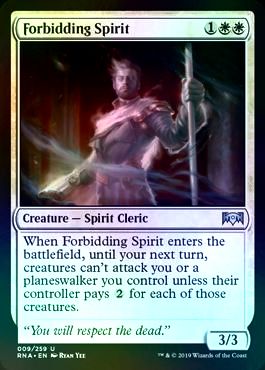 Forbidding Spirit 1
Creature — Spirit Cleric
When Forbidding Spirit enters the
battlefield, until your next turn,
creatures can't attack you or a
planeswalker you control unless their
controller pays 2 for each of those
creatures.
"You will respect the dead."
3/3
009/259 U
RNA • EN Ryan Yee
™ & © 2019 Wizards of the Coast